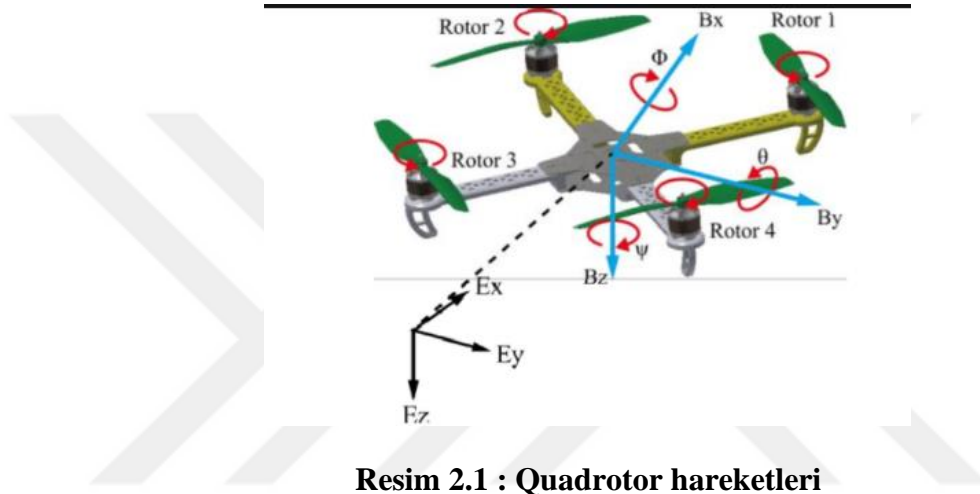 Rotor 2
Bx
Rotor 1
Φ
Rotor 3
θ
Rotor 4
By
ψ
Bz
Ex
Ey
Ez
Resim 2.1 : Quadrotor hareketleri